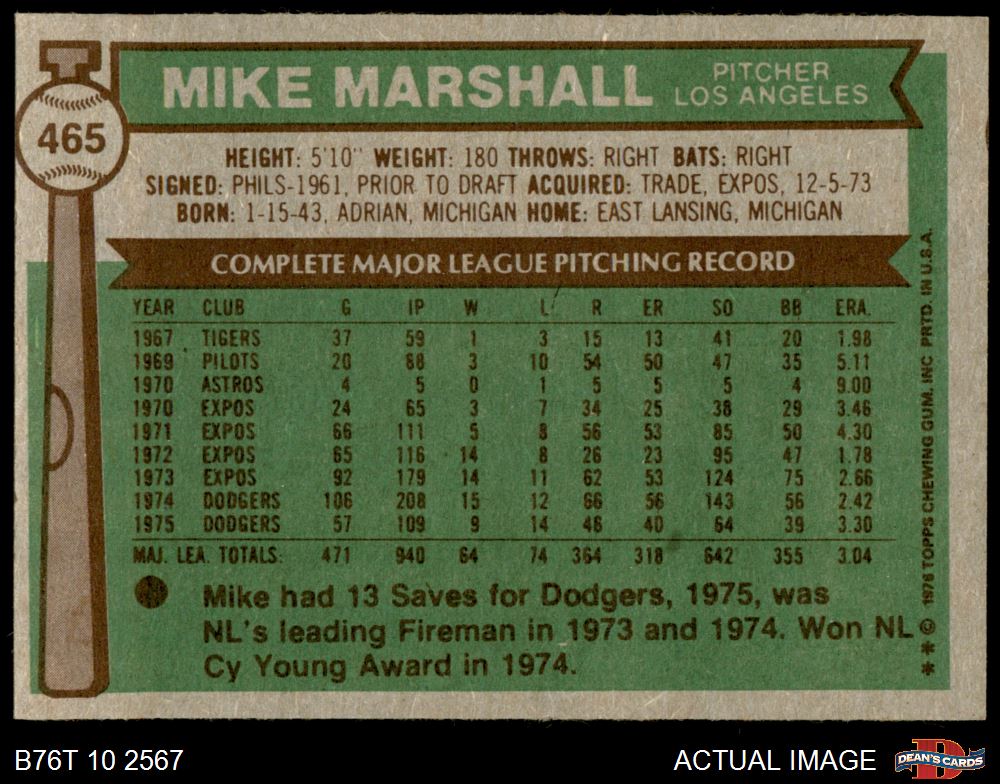 465
MIKE MARSHALL
PITCHER
LOS ANGELES
HEIGHT: 5'10" WEIGHT: 180 THROWS: RIGHT BATS: RIGHT
SIGNED: PHILS-1961, PRIOR TO DRAFT ACQUIRED: TRADE, EXPOS, 12-5-73
BORN: 1-15-43, ADRIAN, MICHIGAN HOME: EAST LANSING, MICHIGAN
COMPLETE MAJOR LEAGUE PITCHING RECORD
YEAR CLUB G IP W L R ER SO BB ERA.
1967 TIGERS 37 59 1 3 15 13 41 20 1.98
1969 PILOTS 20 88 3 10 54 50 47 35 5.11
1970 ASTROS 4 5 0 1 5 5 5 4 9.00
1970 EXPOS 24 65 3 7 34 25 38 29 3.46
1971 EXPOS 66 111 5 8 56 53 85 50 4.30
1972 EXPOS 65 116 14 8 26 23 95 47 1.78
1973 EXPOS 92 179 14 11 62 53 124 75 2.66
1974 DODGERS 106 208 15 12 66 56 143 56 2.42
1975 DODGERS 57 109 9 14 46 40 64 39 3.30
MAJ. LEA. TOTALS: 471 940 64 74 364 318 642 355 3.04
Mike had 13 Saves for Dodgers, 1975, was
NL's leading Fireman in 1973 and 1974. Won NL
Cy Young Award in 1974.
* * © 1976 TOPPS CHEWING GUM, INC PRTD. IN U.S.A.
B76T 10 2567
ACTUAL IMAGE
D
DEAN'S CARDS